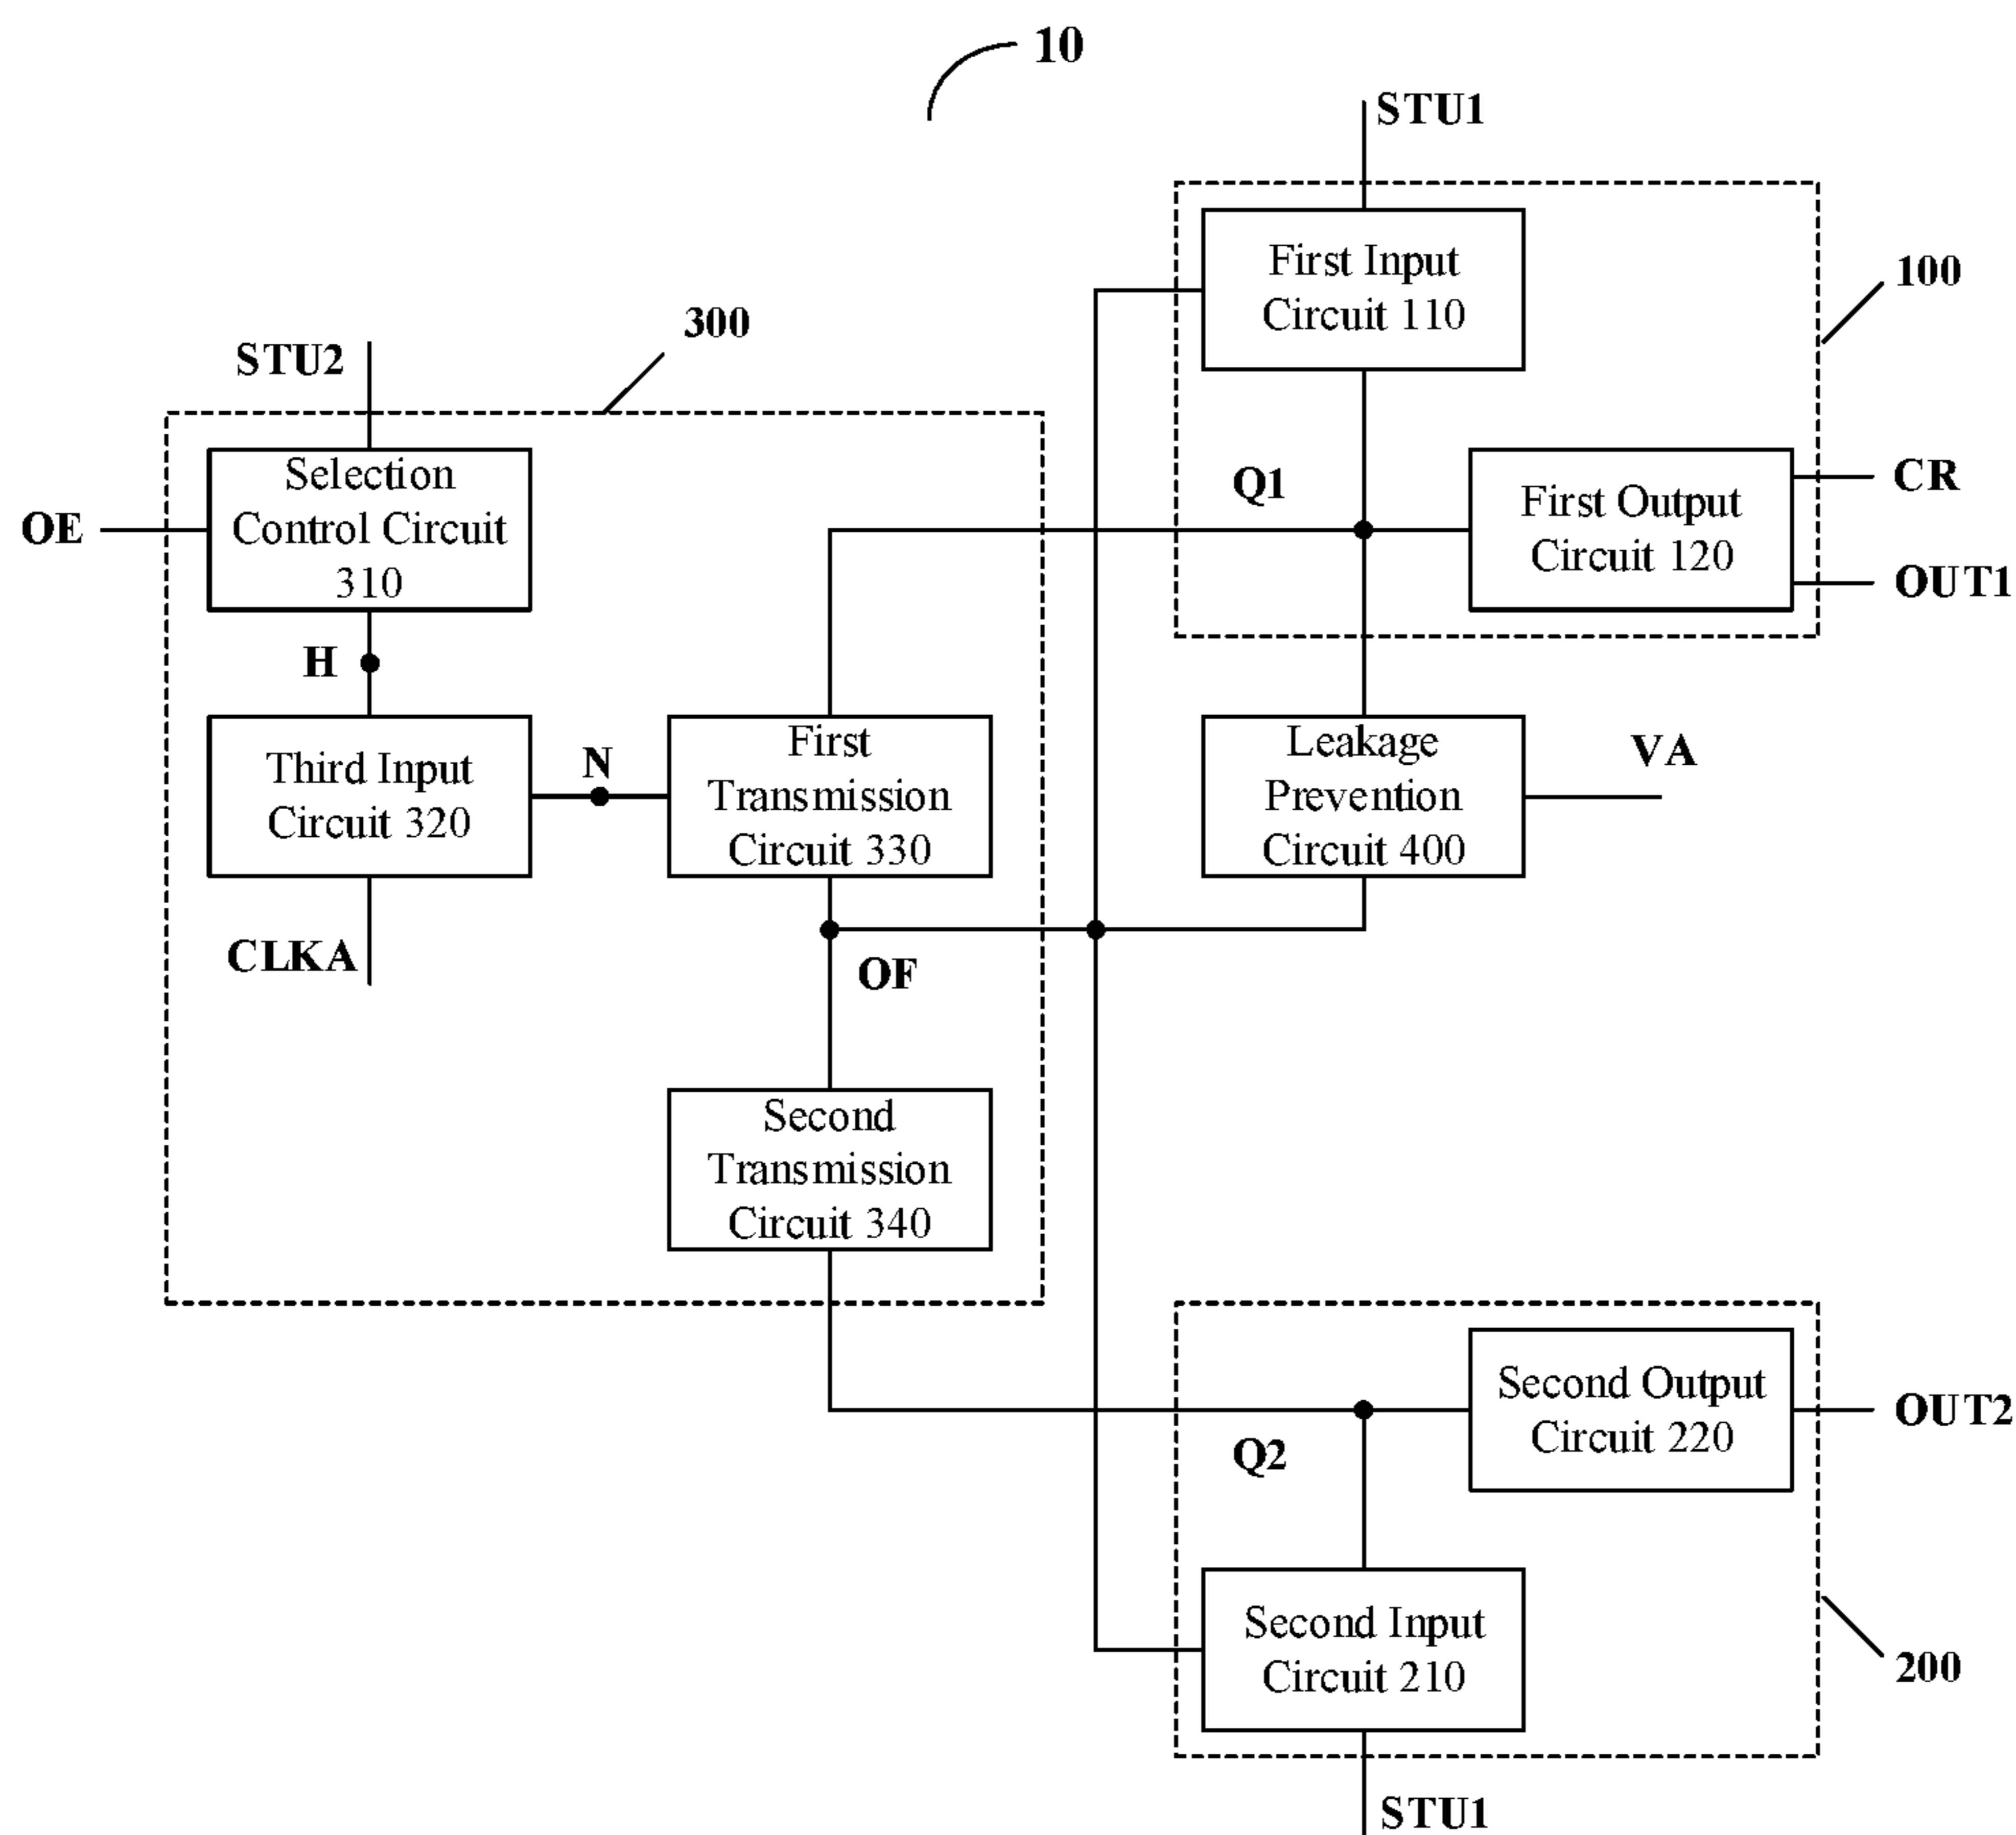 10
STU1
First Input
Circuit 110
100
300
STU2
Selection
Control Circuit
310
OE
Q1
First Output
Circuit 120
CR
OUT1
H
Third Input
Circuit 320
N
First
Transmission
Circuit 330
Leakage
Prevention
Circuit 400
VA
CLKA
OF
Second
Transmission
Circuit 340
Second Output
Circuit 220
OUT2
Q2
Second Input
Circuit 210
200
STU1